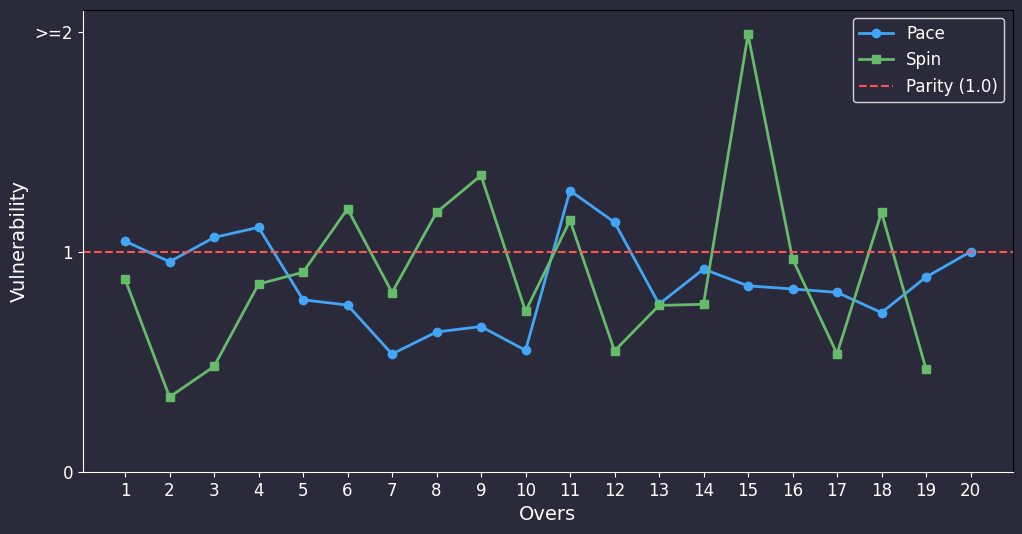 Pace
Spin
Parity (1.0)
Vulnerability
>=2
1
0
1 2 3 4 5 6 7 8 9 10 11 12 13 14 15 16 17 18 19 20
Overs